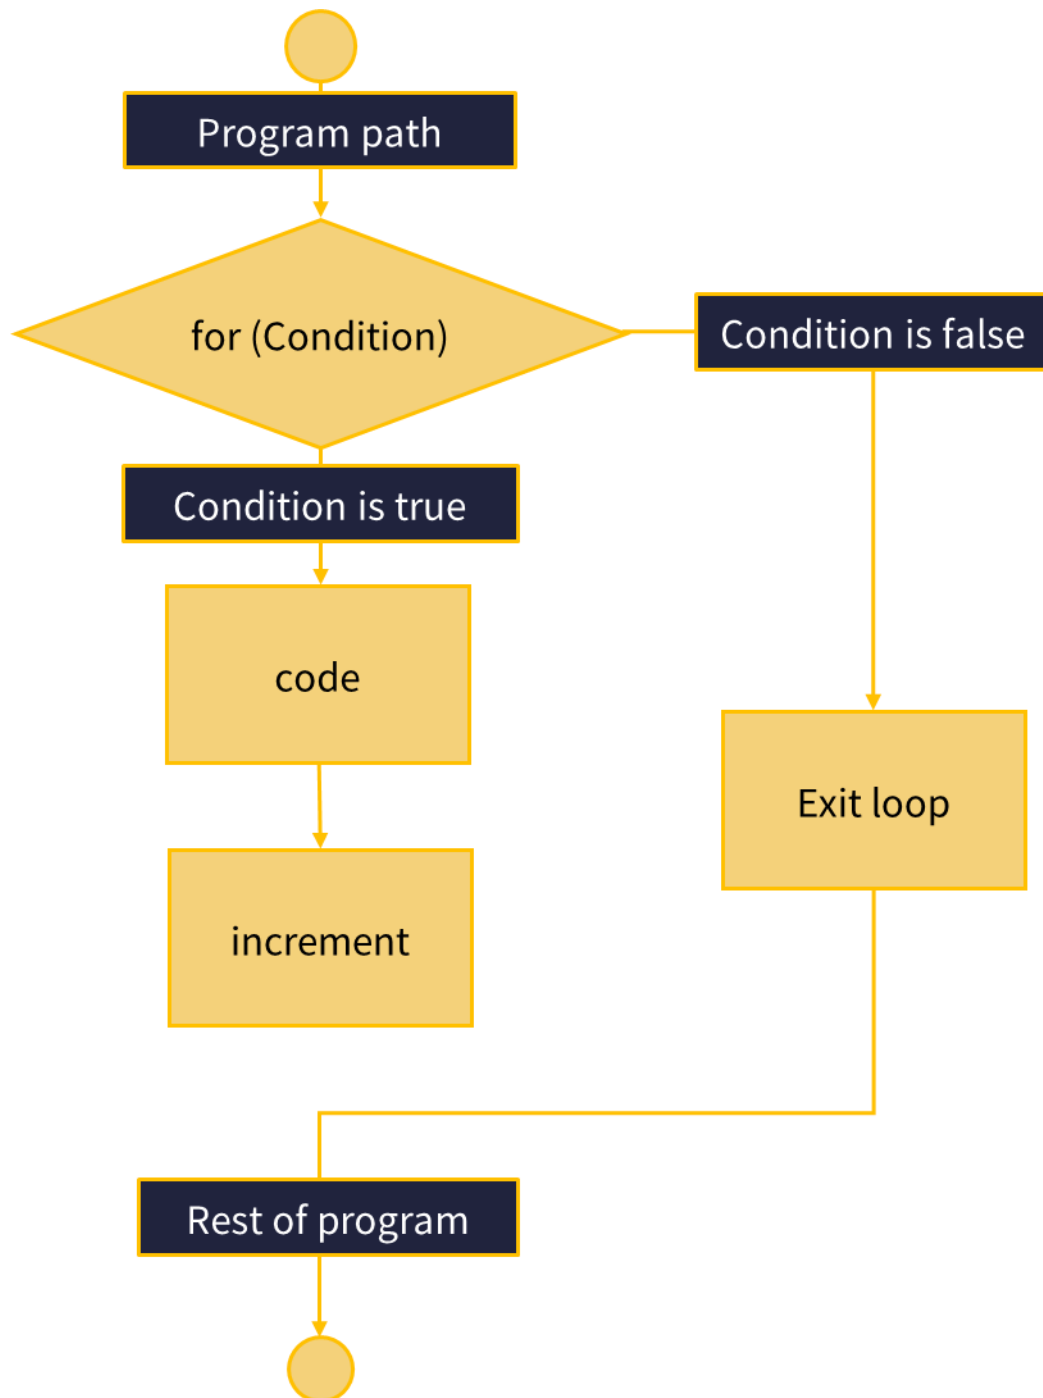 Program path
for (Condition)
Condition is false
Condition is true
code
Exit loop
increment
Rest of program